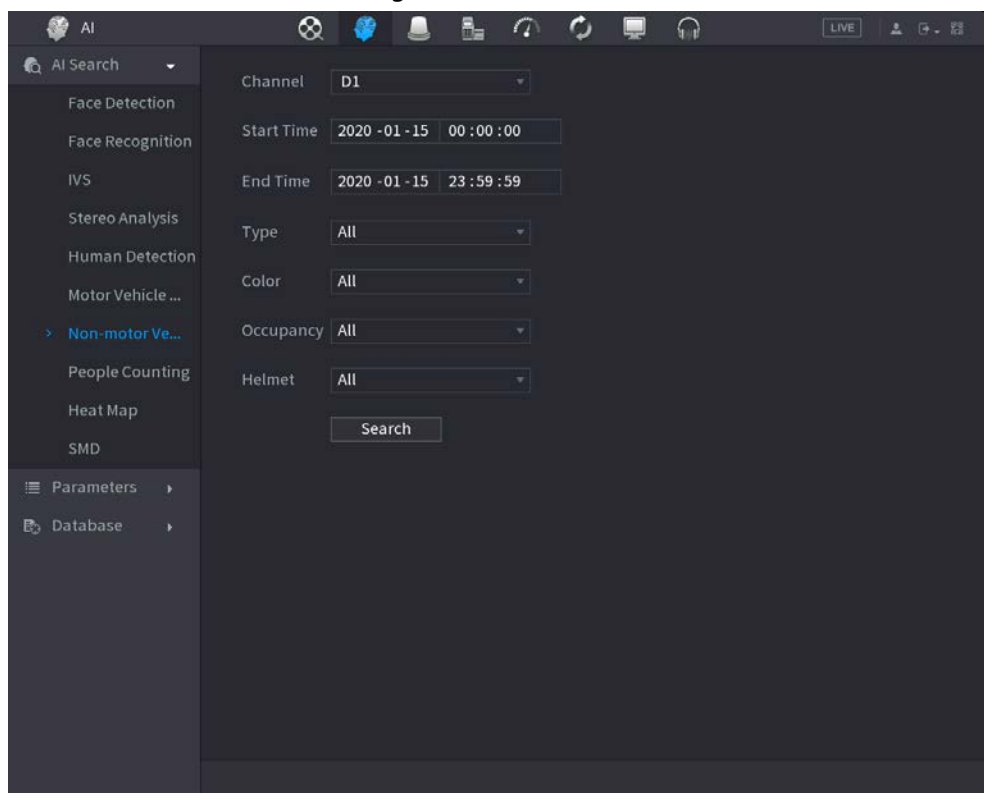 AI
LIVE
AI Search
Face Detection
Face Recognition
IVS
Stereo Analysis
Human Detection
Motor Vehicle ...
Non-motor Ve...
People Counting
Heat Map
SMD
Parameters
Database
Channel D1
Start Time 2020 -01 -15 00 :00 :00
End Time 2020 -01 -15 23 :59 :59
Type All
Color All
Occupancy All
Helmet All
Search